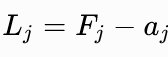 L_j = F_j − a_j